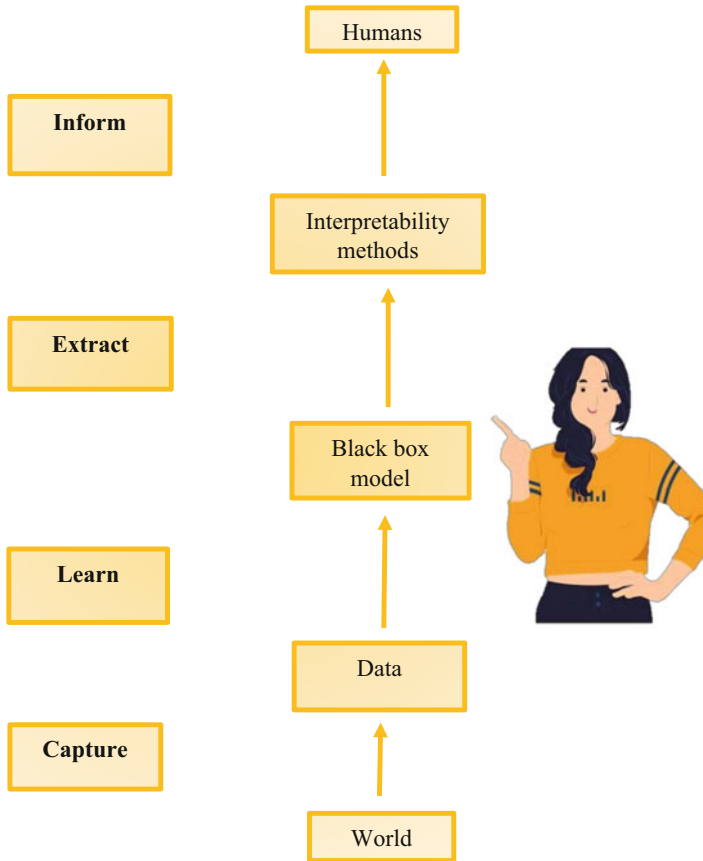 Humans
Inform
Interpretability
methods
Extract
Black box
model
Learn
Data
Capture
World